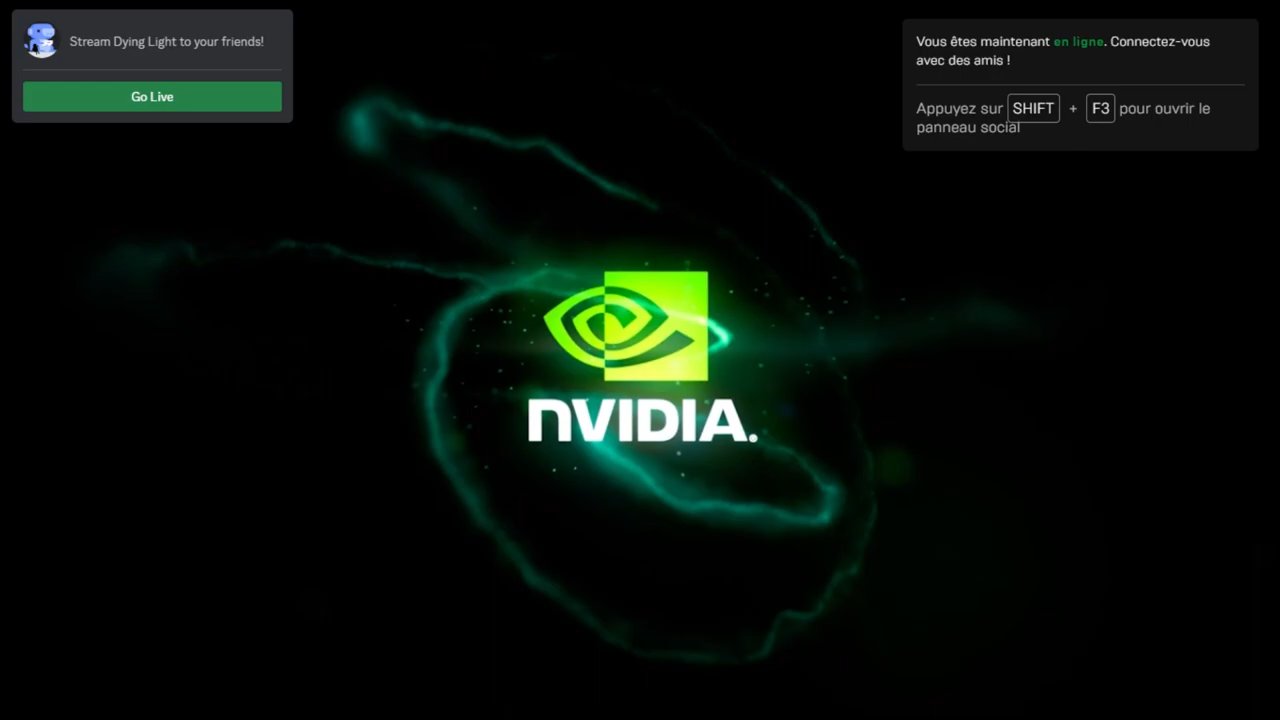 Stream Dying Light to your friends!
Go Live
Vous êtes maintenant en ligne. Connectez-vous
avec des amis !
Appuyez sur SHIFT + F3 pour ouvrir le
panneau social
NVIDIA.